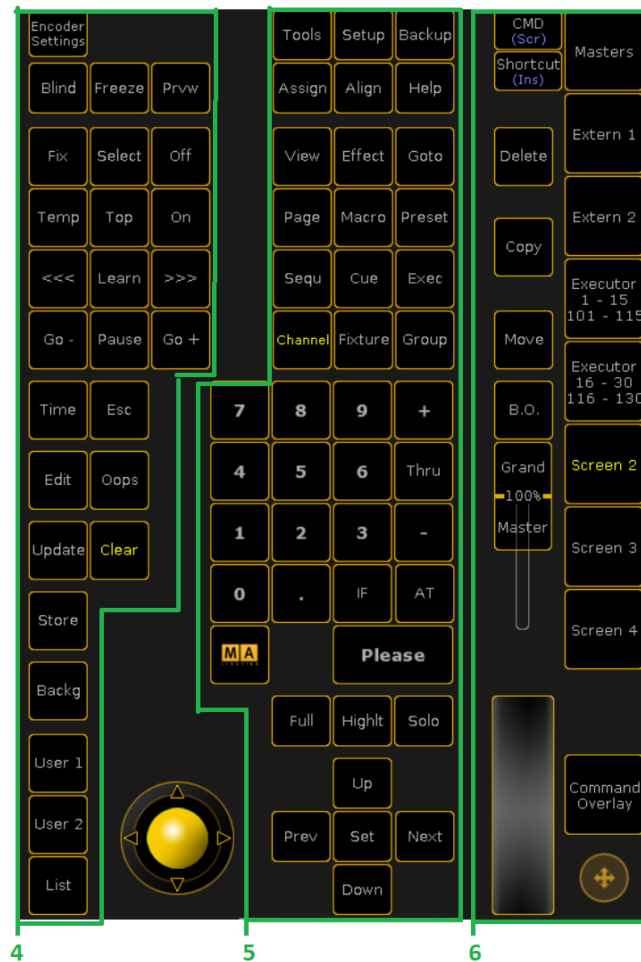 Encoder
Settings
Tools
Setup
Backup
CMD
(Scr)
Masters
Blind
Freeze
Prvw
Assign
Align
Help
Shortcut
(Ins)
Extern 1
Fix
Select
Off
View
Effect
Goto
Delete
Temp
Top
On
Page
Macro
Preset
Copy
Extern 2
<<<
Learn
>>>
Sequ
Cue
Exec
Executor
1 - 15
101 - 115
Go -
Pause
Go +
Channel
Fixture
Group
Move
Executor
16 - 30
116 - 130
Time
Esc
7
8
9
+
B.O.
Edit
Oops
4
5
6
Thru
Grand
100%
Master
Screen 2
Update
Clear
1
2
3
-
Screen 3
Store
0
.
IF
AT
Screen 4
Backg
MA
Please
User 1
Full
Highlt
Solo
User 2
Up
Command
Overlay
Prev
Set
Next
List
Down
4
5
6